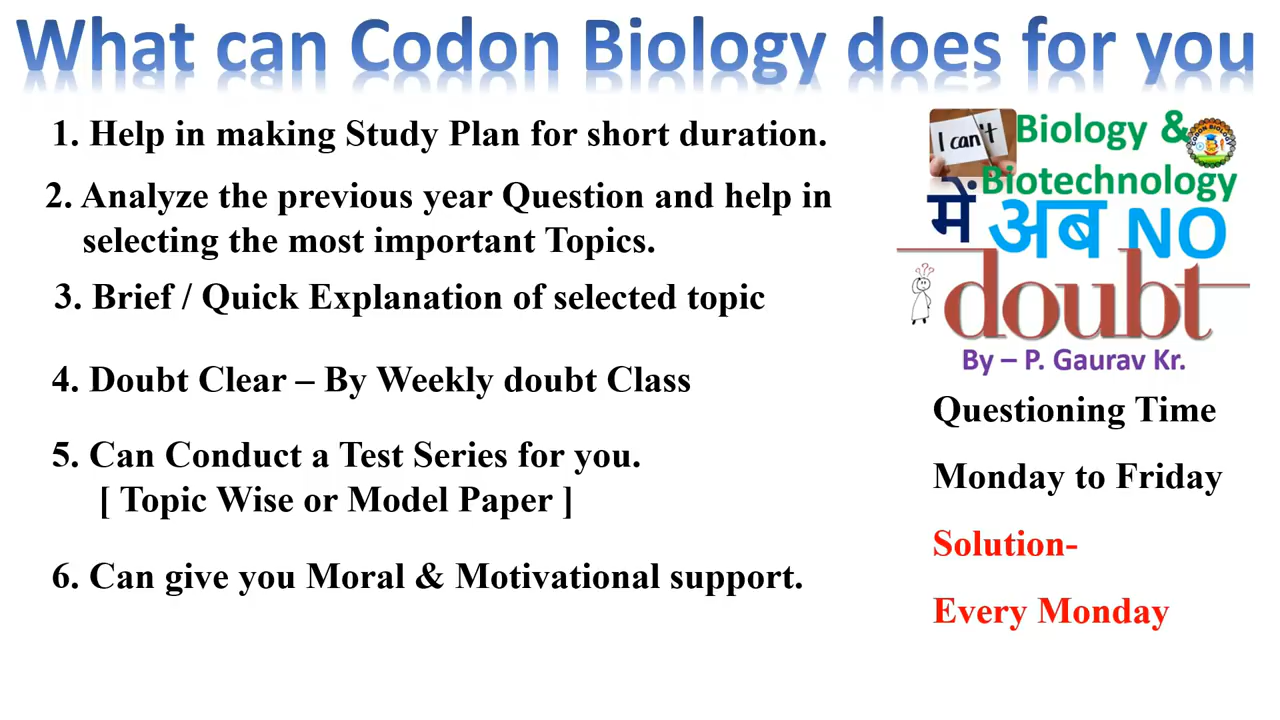 What can Codon Biology does for you
1. Help in making Study Plan for short duration.
2. Analyze the previous year Question and help in
selecting the most important Topics.
3. Brief / Quick Explanation of selected topic
4. Doubt Clear – By Weekly doubt Class
5. Can Conduct a Test Series for you.
[ Topic Wise or Model Paper ]
6. Can give you Moral & Motivational support.
I can't
Biology &
CODON BIOLOGY
Biotechnology
में अब NO
???
doubt
By – P. Gaurav Kr.
Questioning Time
Monday to Friday
Solution-
Every Monday